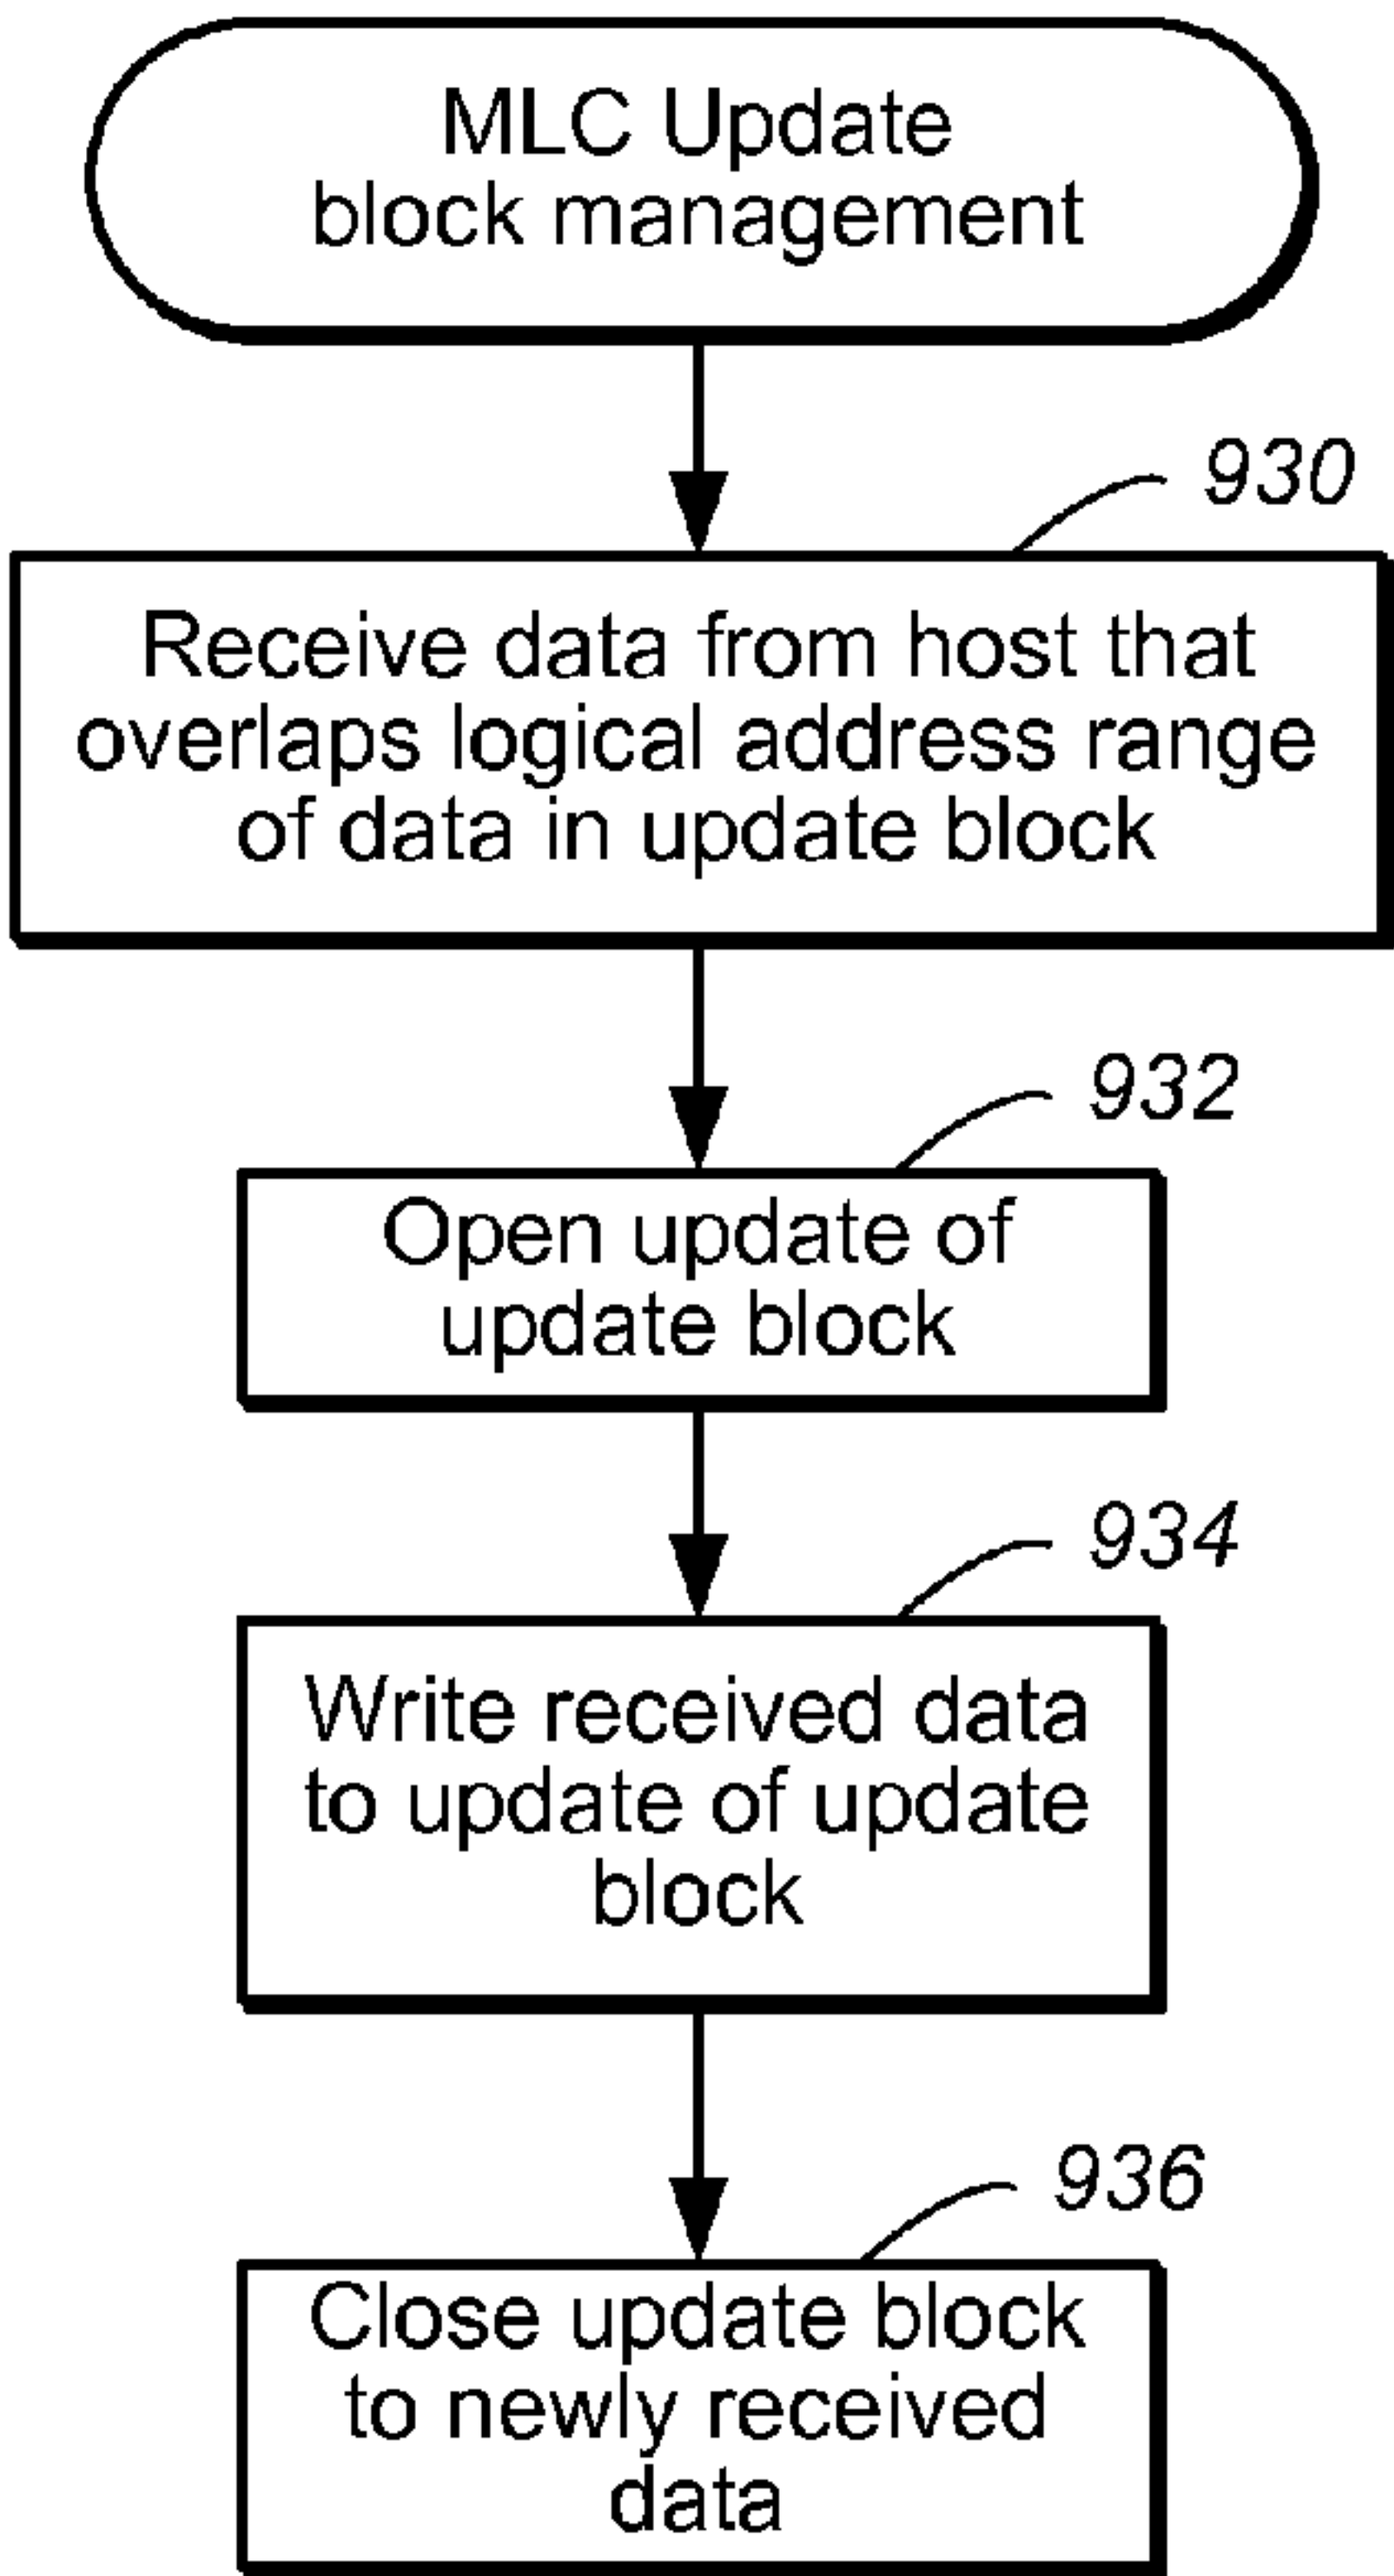 MLC Update
block management
930
Receive data from host that
overlaps logical address range
of data in update block
932
Open update of
update block
934
Write received data
to update of update
block
936
Close update block
to newly received
data